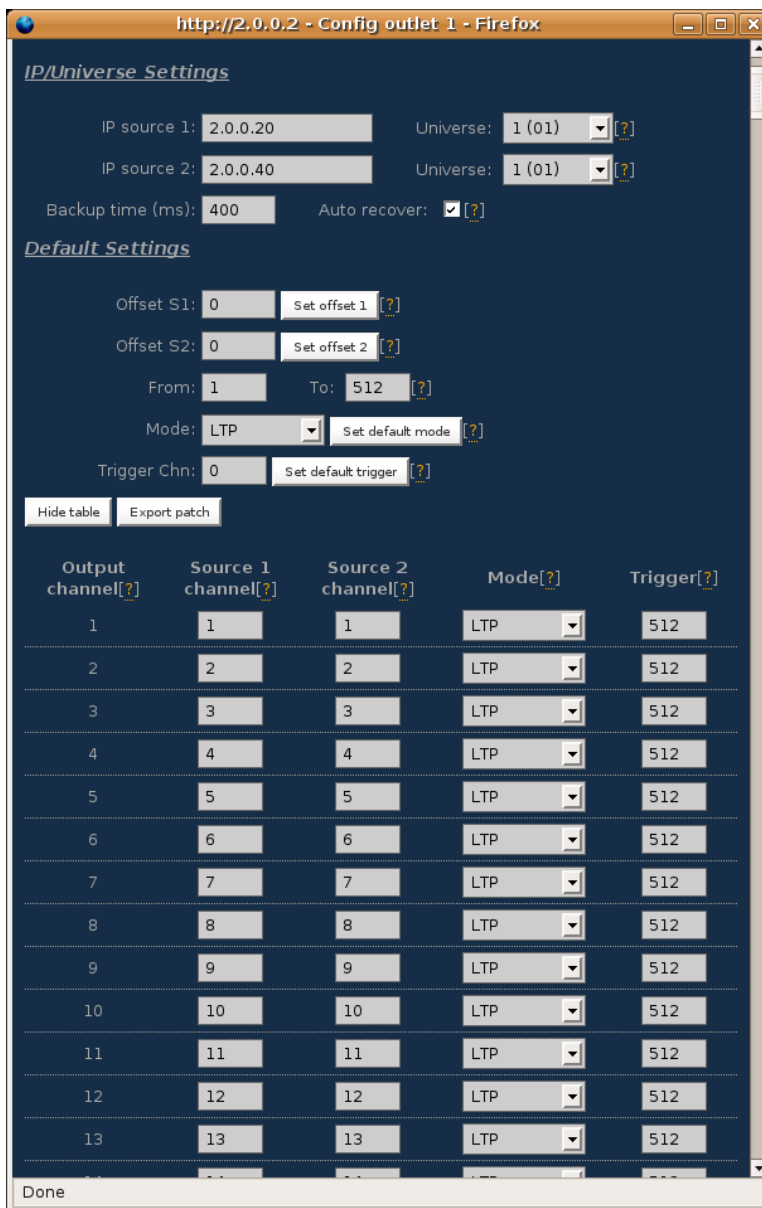 http://2.0.0.2 - Config outlet 1 - Firefox
IP/Universe Settings
IP source 1: 2.0.0.20 Universe: 1 (01) [?]
IP source 2: 2.0.0.40 Universe: 1 (01) [?]
Backup time (ms): 400 Auto recover: [?]
Default Settings
Offset S1: 0 Set offset 1 [?]
Offset S2: 0 Set offset 2 [?]
From: 1 To: 512 [?]
Mode: LTP Set default mode [?]
Trigger Chn: 0 Set default trigger [?]
Hide table Export patch
Output Source 1 Source 2
channel[?] channel[?] channel[?] Mode[?] Trigger[?]
1 1 1 LTP 512
2 2 2 LTP 512
3 3 3 LTP 512
4 4 4 LTP 512
5 5 5 LTP 512
6 6 6 LTP 512
7 7 7 LTP 512
8 8 8 LTP 512
9 9 9 LTP 512
10 10 10 LTP 512
11 11 11 LTP 512
12 12 12 LTP 512
13 13 13 LTP 512
Done